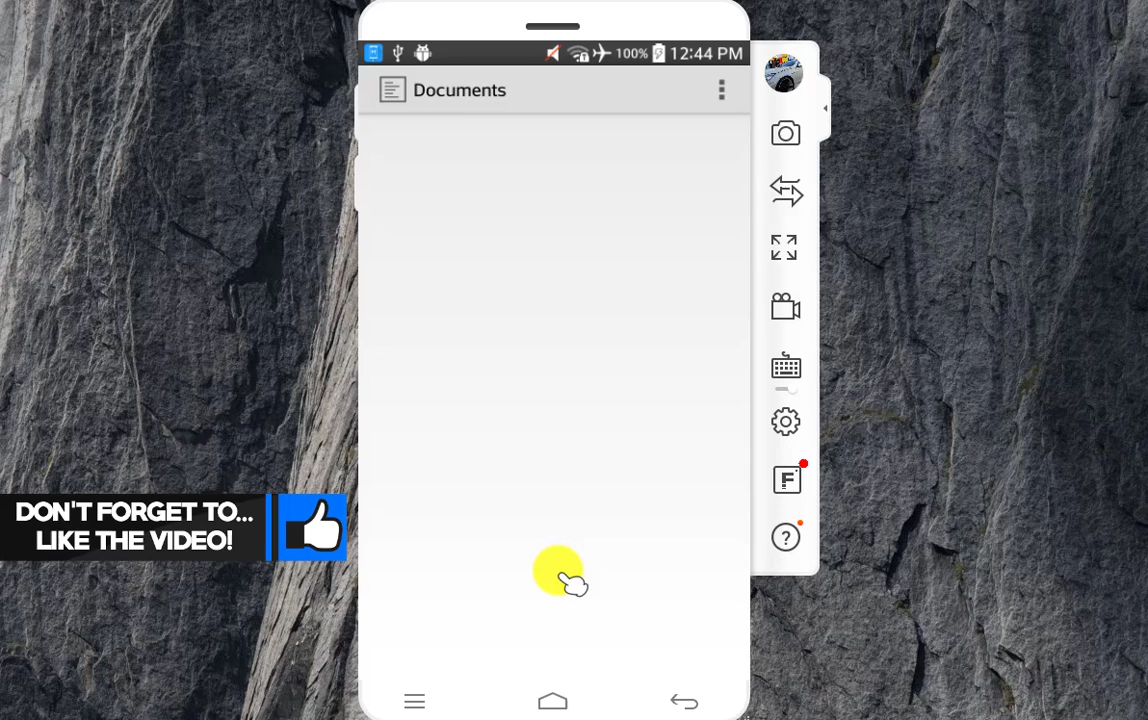 100% 12:44 PM
Documents
DON'T FORGET TO...
LIKE THE VIDEO!
F
?